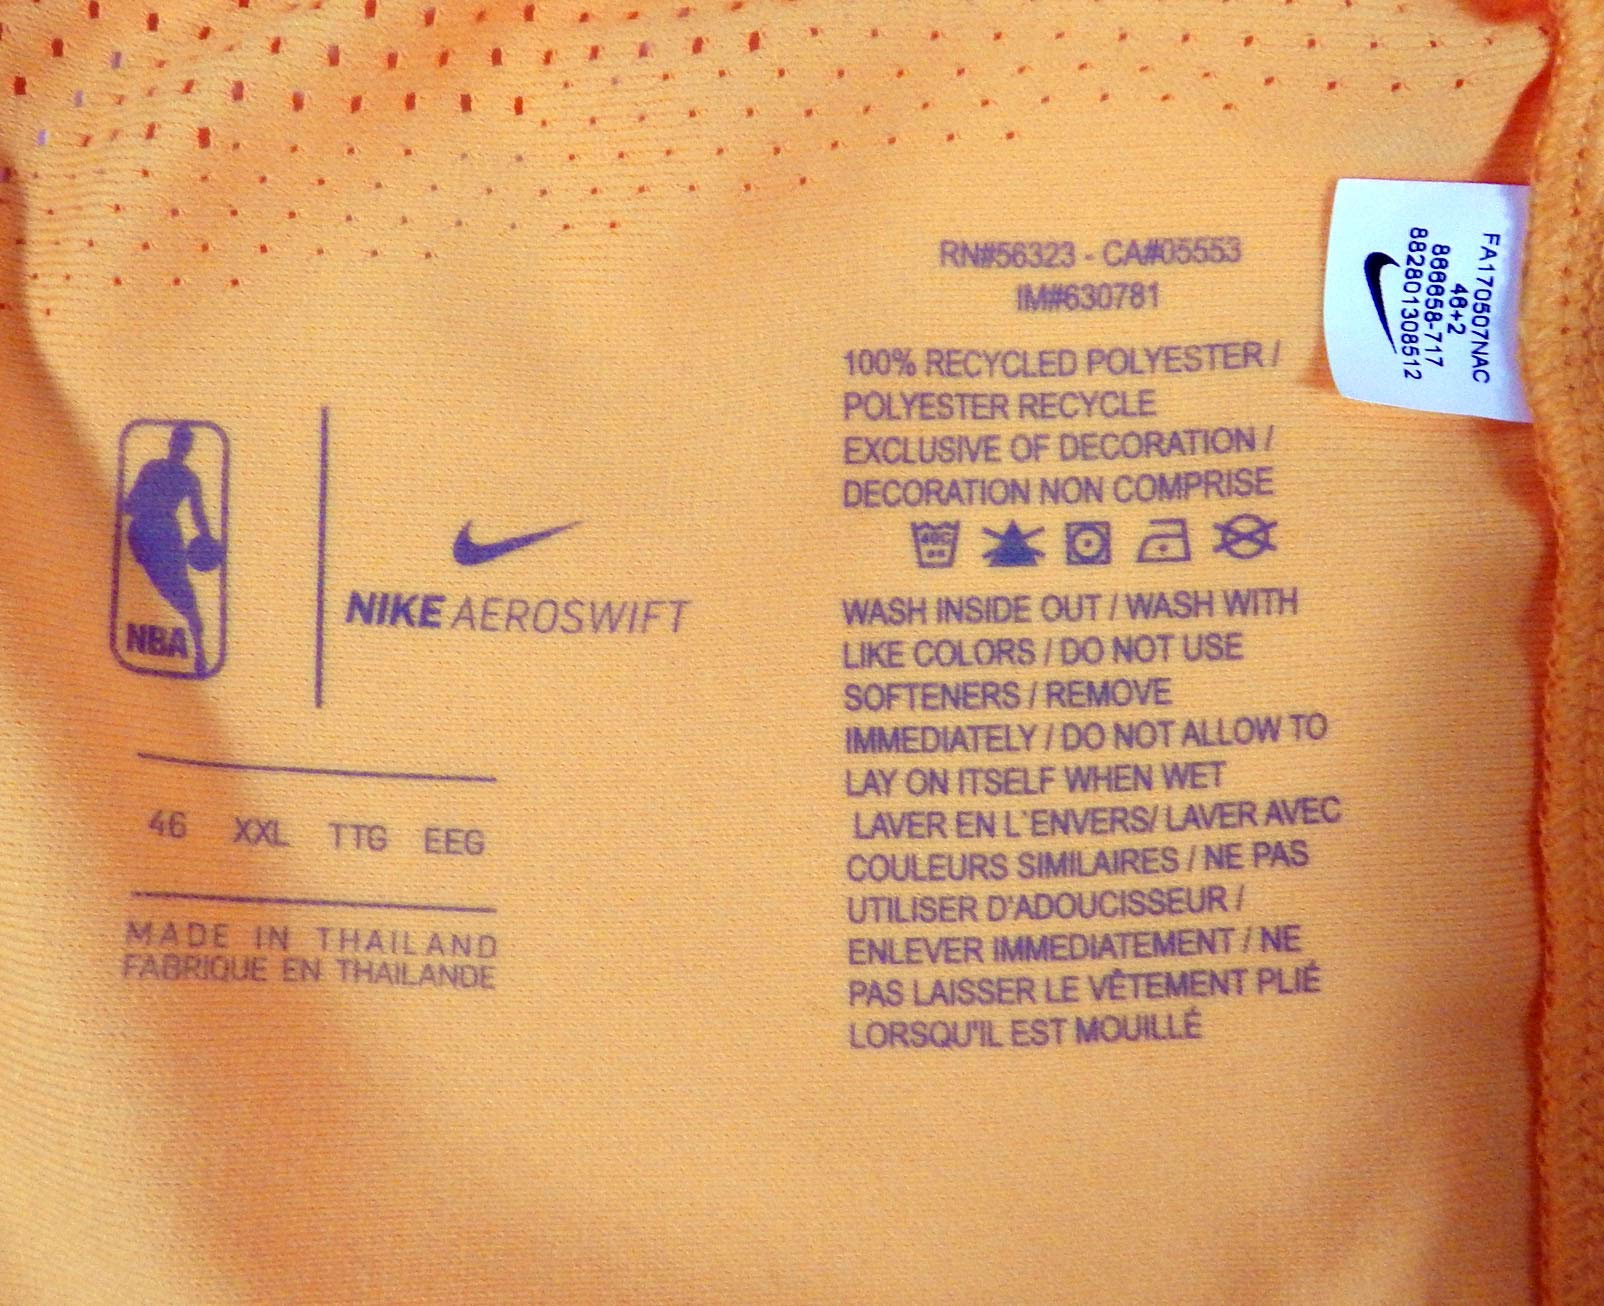 NBA
NIKE AEROSWIFT
46 XXL TTG EEG
MADE IN THAILAND
FABRIQUE EN THAILANDE
RN#56323 - CA#05553
IM#630781
100% RECYCLED POLYESTER /
POLYESTER RECYCLE
EXCLUSIVE OF DECORATION /
DECORATION NON COMPRISE
40C
WASH INSIDE OUT / WASH WITH
LIKE COLORS / DO NOT USE
SOFTENERS / REMOVE
IMMEDIATELY / DO NOT ALLOW TO
LAY ON ITSELF WHEN WET
LAVER EN L`ENVERS/ LAVER AVEC
COULEURS SIMILAIRES / NE PAS
UTILISER D'ADOUCISSEUR /
ENLEVER IMMEDIATEMENT / NE
PAS LAISSER LE VÊTEMENT PLIÉ
LORSQU'IL EST MOUILLÉ
FA170507NAC
46+2
866658-717
882801308512